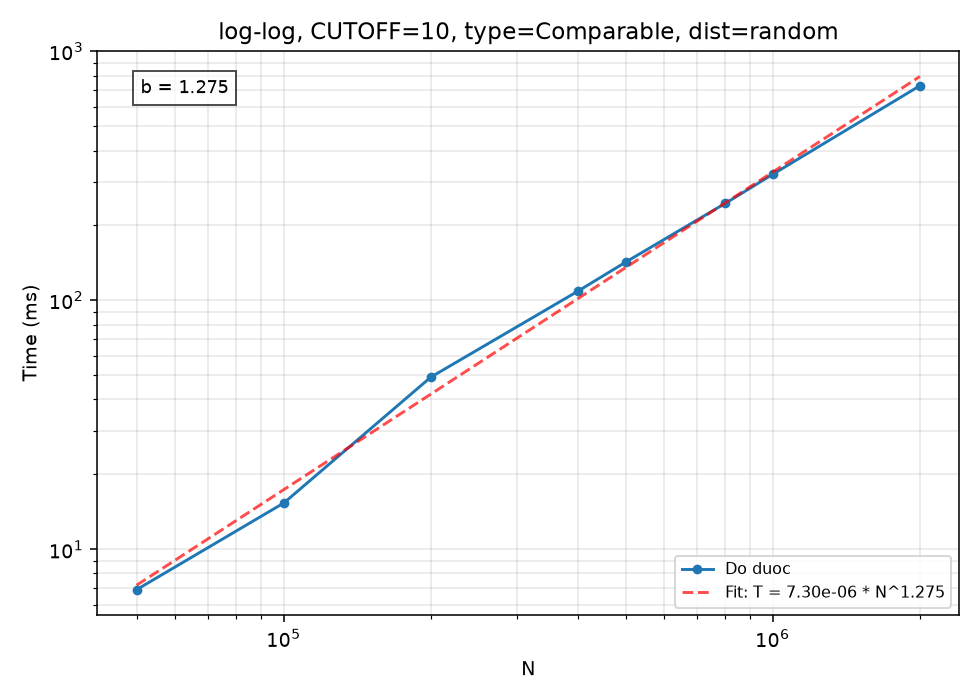 log-log, CUTOFF=10, type=Comparable, dist=random
b = 1.275
Time (ms)
10^3
10^2
10^1
10^5
10^6
N
Do duoc
Fit: T = 7.30e-06 * N^1.275